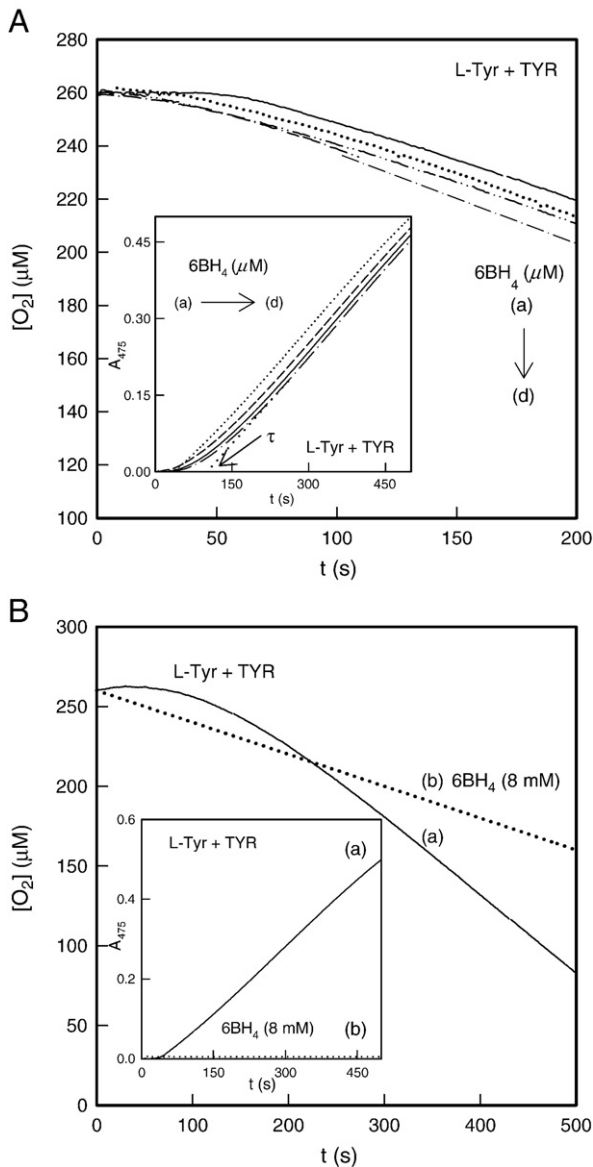 A
280
260
240
220
200
180
160
140
120
100
[O₂] (μM)
L-Tyr + TYR
6BH₄ (μM)
(a)
(d)
0 50 100 150 200
t (s)
0.45
0.30
0.15
0.00
A₄₇₅
6BH₄ (μM)
(a) (d)
τ
L-Tyr + TYR
0 150 300 450
t (s)
B
300
250
200
150
100
50
0
[O₂] (μM)
L-Tyr + TYR
(b) 6BH₄ (8 mM)
(a)
0 100 200 300 400 500
t (s)
0.6
0.4
0.2
0.0
A₄₇₅
L-Tyr + TYR (a)
6BH₄ (8 mM) (b)
0 150 300 450
t (s)